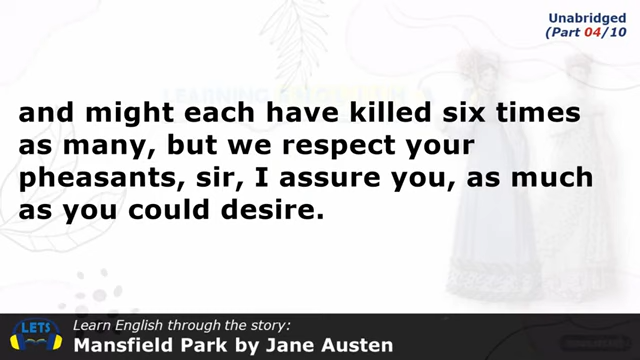 Unabridged
(Part 04/10
and might each have killed six times
as many, but we respect your
pheasants, sir, I assure you, as much
as you could desire.
LETS
Learn English through the story:
Mansfield Park by Jane Austen